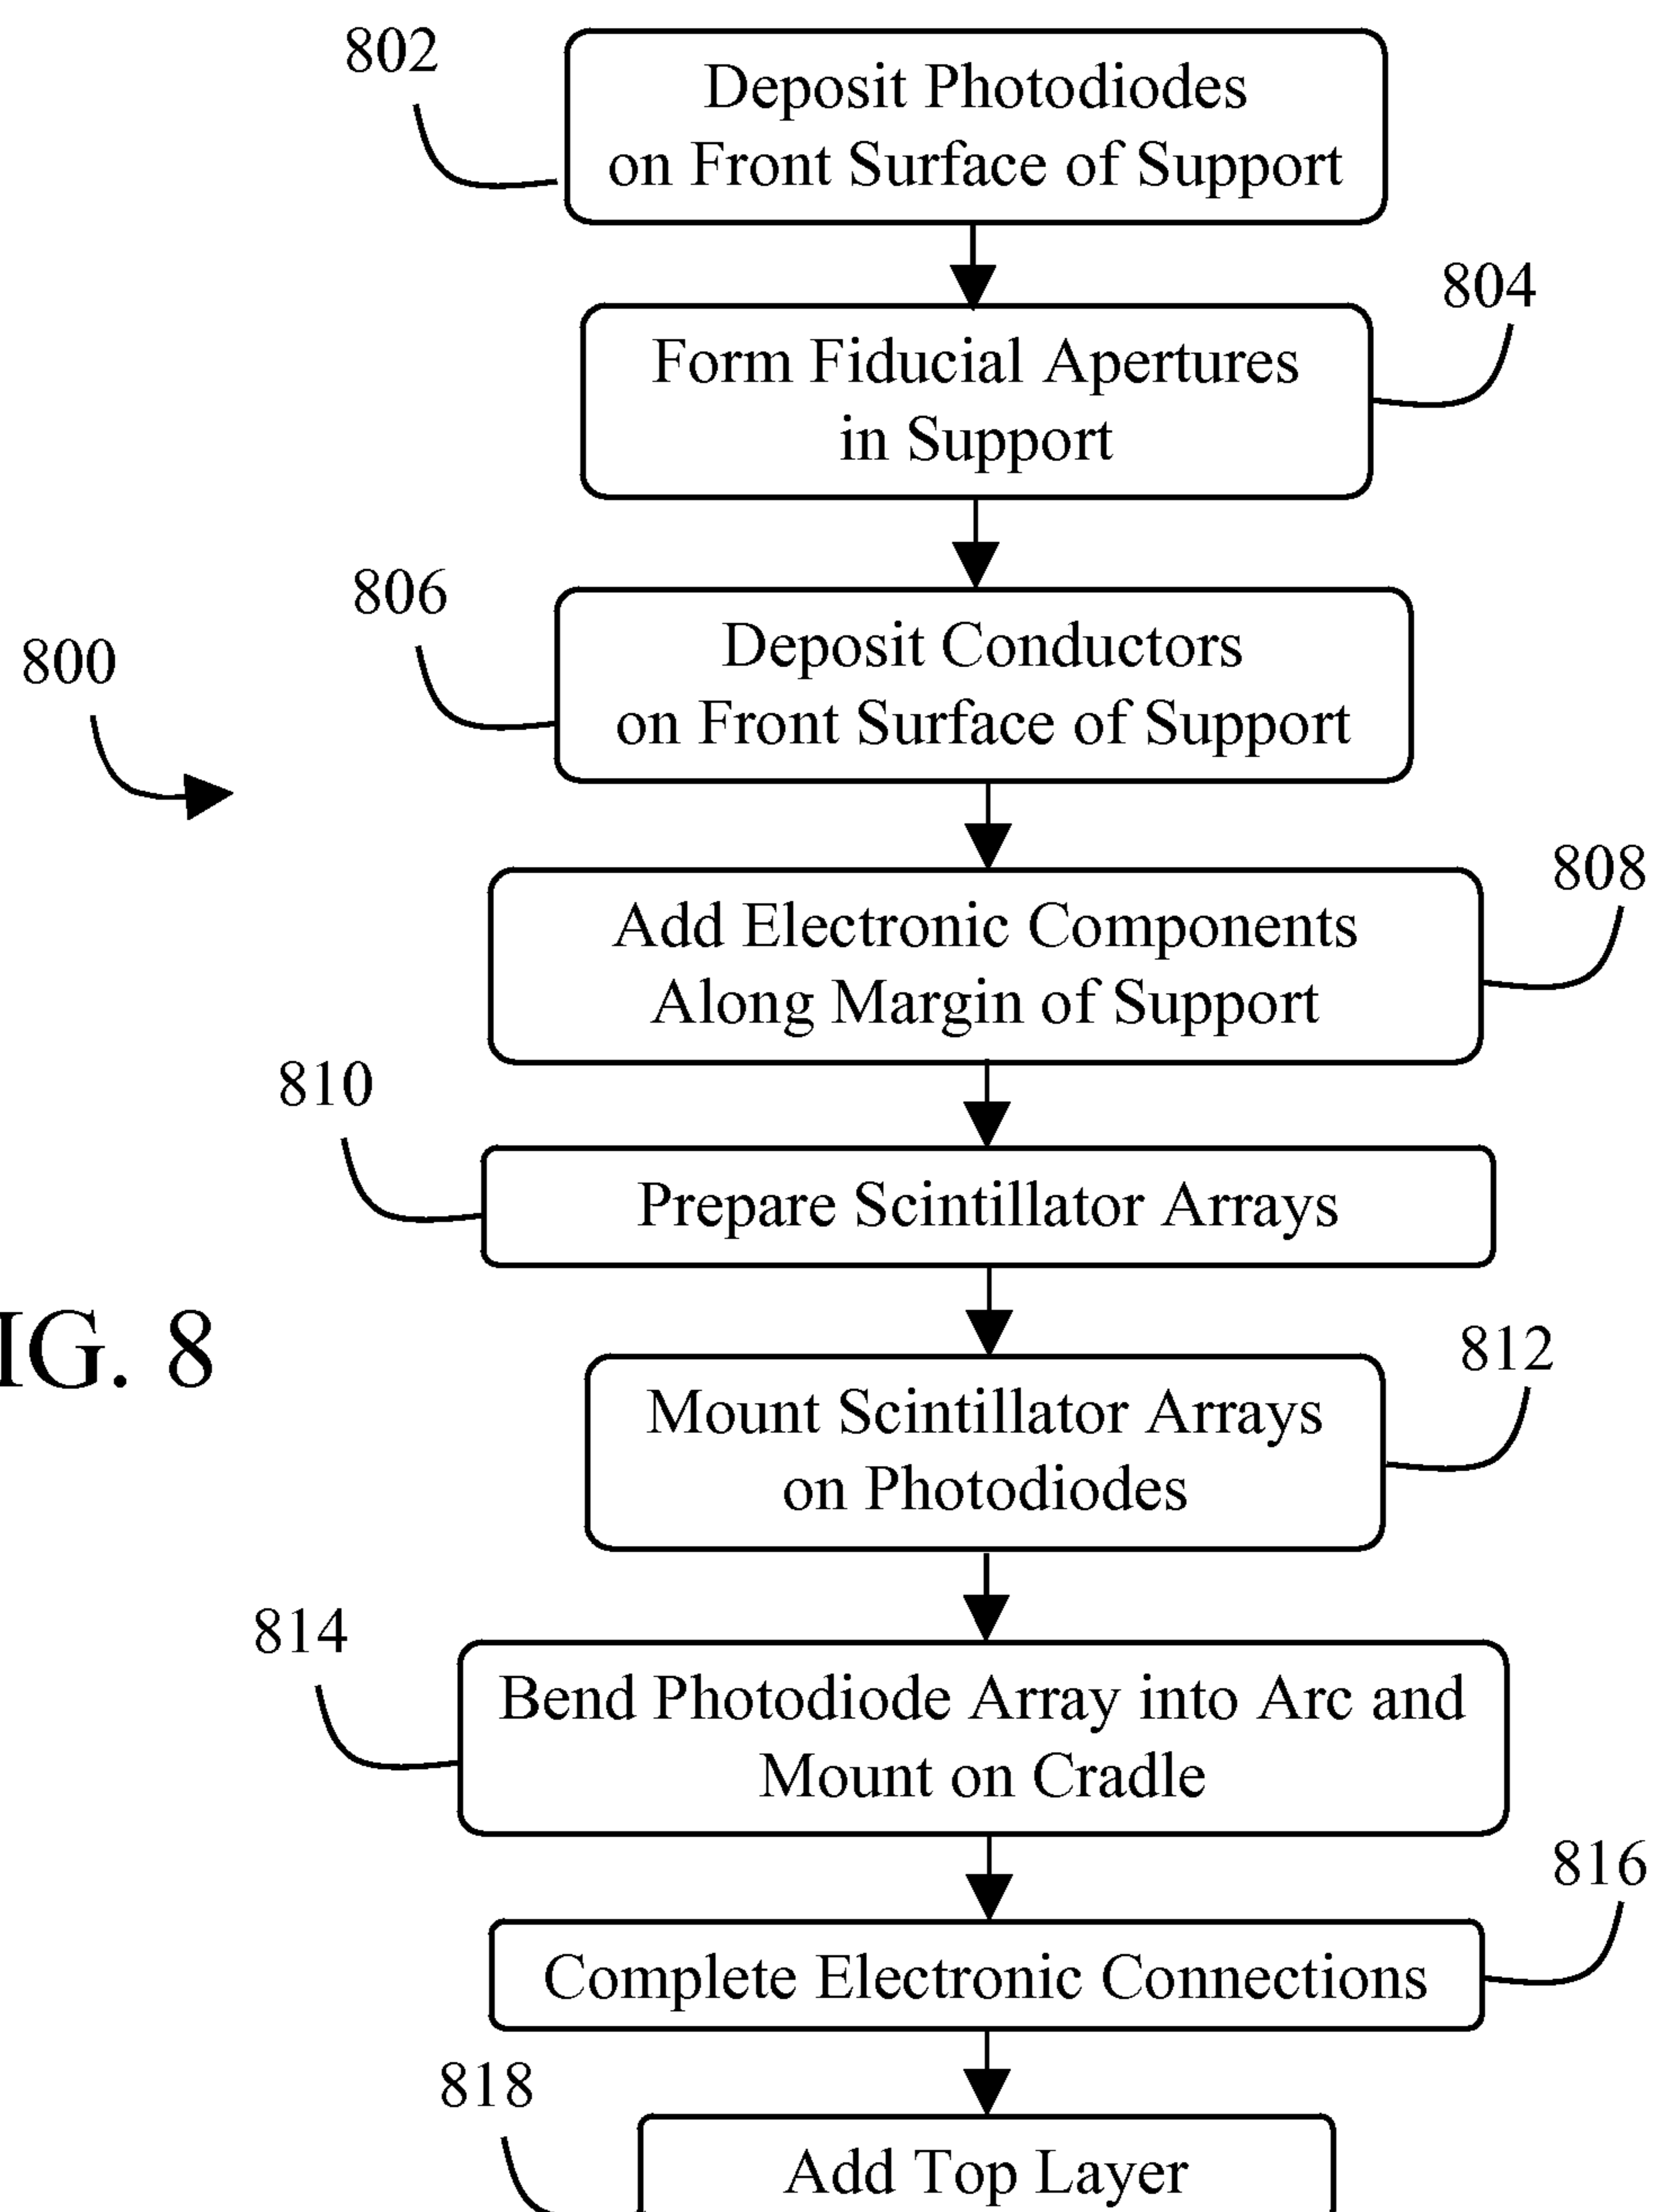 802
Deposit Photodiodes
on Front Surface of Support
804
Form Fiducial Apertures
in Support
806
800
Deposit Conductors
on Front Surface of Support
808
Add Electronic Components
Along Margin of Support
810
Prepare Scintillator Arrays
IG. 8
812
Mount Scintillator Arrays
on Photodiodes
814
Bend Photodiode Array into Arc and
Mount on Cradle
816
Complete Electronic Connections
818
Add Top Layer